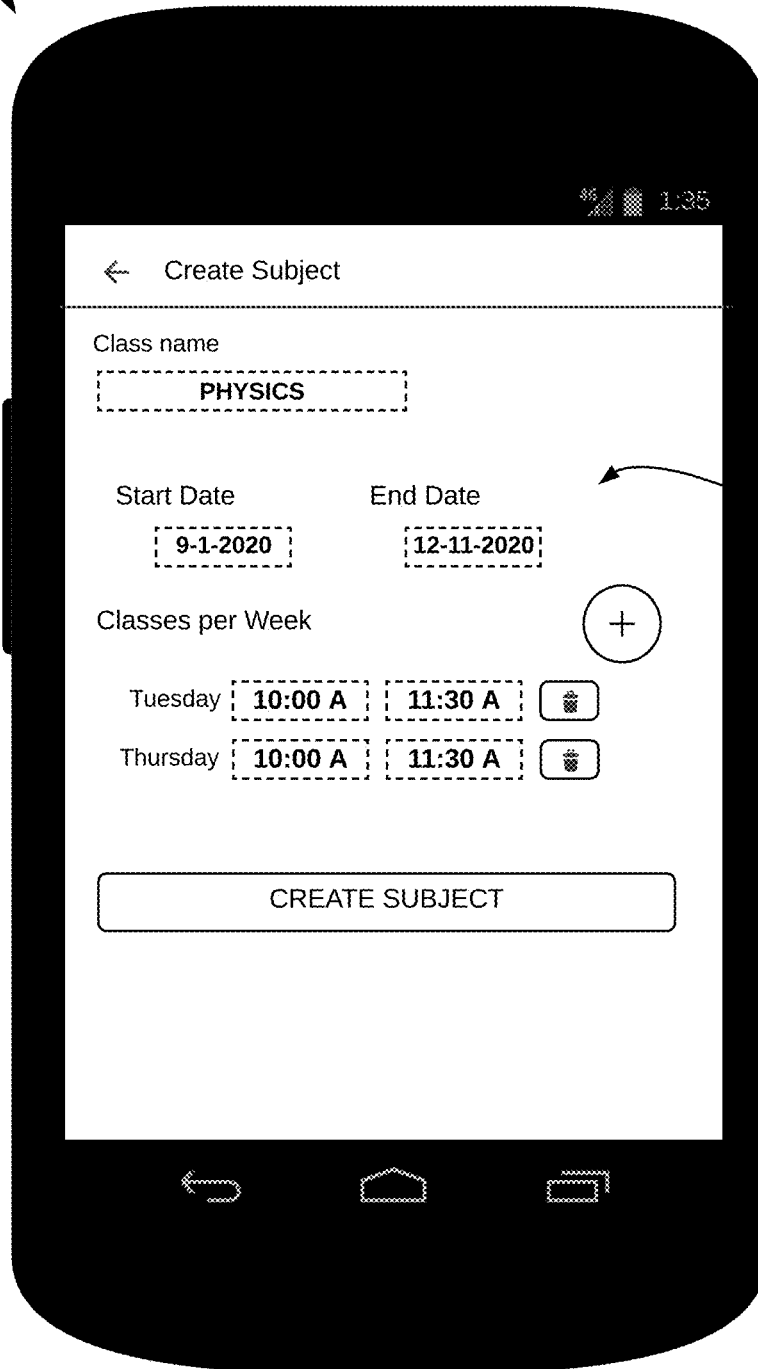 4G 1:35
Create Subject
Class name
PHYSICS
Start Date End Date
9-1-2020 12-11-2020
Classes per Week
Tuesday 10:00 A 11:30 A
Thursday 10:00 A 11:30 A
CREATE SUBJECT